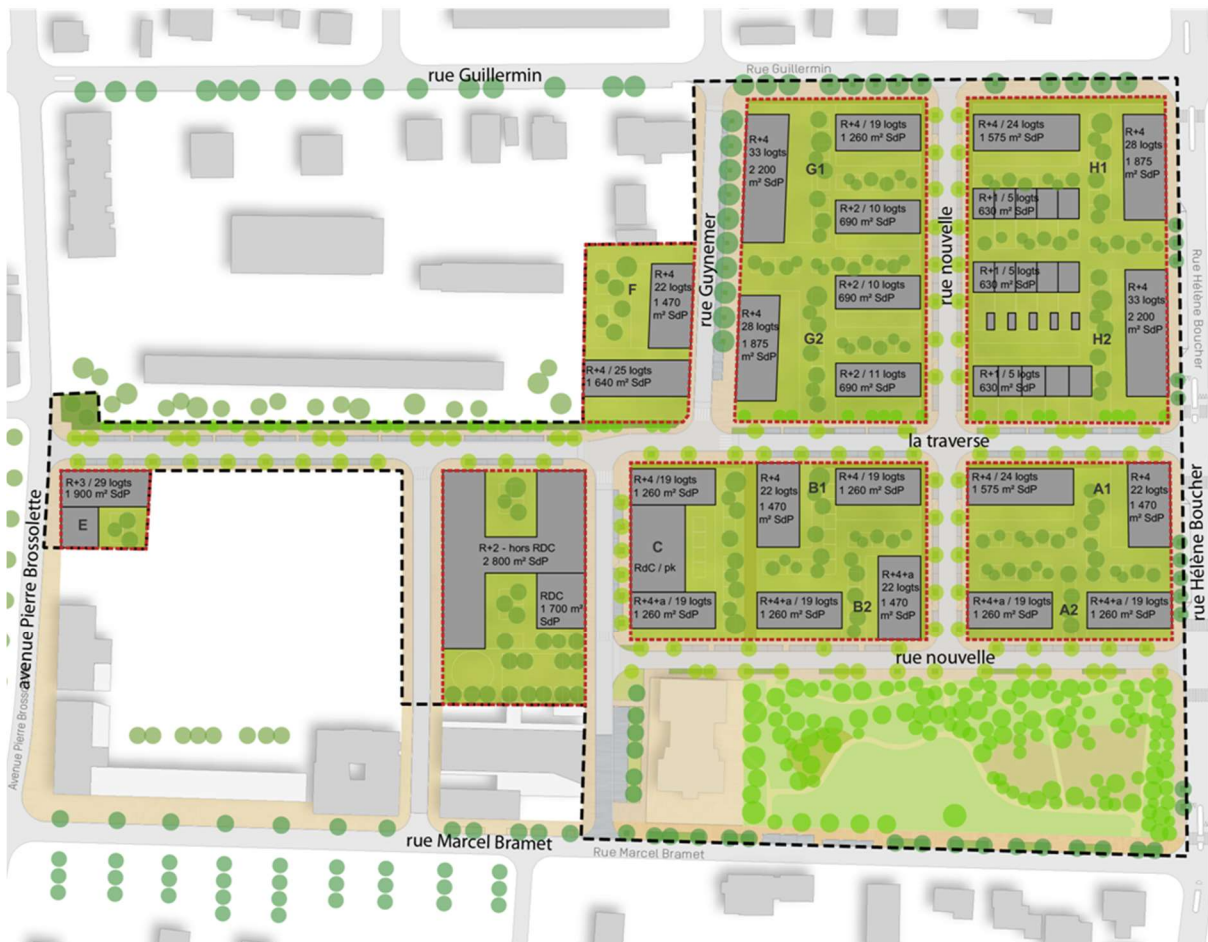 rue Guillermin
Rue Guillermin
R+4
33 logts
2 200
m² SdP
R+4 / 19 logts
1 260 m² SdP
G1
R+2 / 10 logts
690 m² SdP
R+4 / 24 logts
1 575 m² SdP
R+4
28 logts
1 875
m² SdP
H1
R+1 / 5 logts
630 m² SdP
rue Guynemer
rue nouvelle
Rue Hélène Boucher
F
R+4
22 logts
1 470
m² SdP
R+4 / 25 logts
1 640 m² SdP
R+4
28 logts
1 875
m² SdP
G2
R+2 / 10 logts
690 m² SdP
R+2 / 11 logts
690 m² SdP
R+1 / 5 logts
630 m² SdP
R+4
33 logts
2 200
m² SdP
H2
R+1 / 5 logts
630 m² SdP
la traverse
R+3 / 29 logts
1 900 m² SdP
E
avenue Pierre Brossolette
Avenue Pierre Bross
R+2 - hors RDC
2 800 m² SdP
RDC
1 700 m²
SdP
R+4 /19 logts
1 260 m² SdP
C
RdC / pk
R+4+a / 19 logts
1 260 m² SdP
R+4
22 logts
1 470
m² SdP
B1
R+4 / 19 logts
1 260 m² SdP
R+4+a / 19 logts
1 260 m² SdP
B2
R+4+a
22 logts
1 470
m² SdP
R+4 / 24 logts
1 575 m² SdP
A1
R+4
22 logts
1 470
m² SdP
R+4+a / 19 logts
1 260 m² SdP
A2
R+4+a / 19 logts
1 260 m² SdP
rue Hélène Boucher
rue nouvelle
rue Marcel Bramet
Rue Marcel Bramet